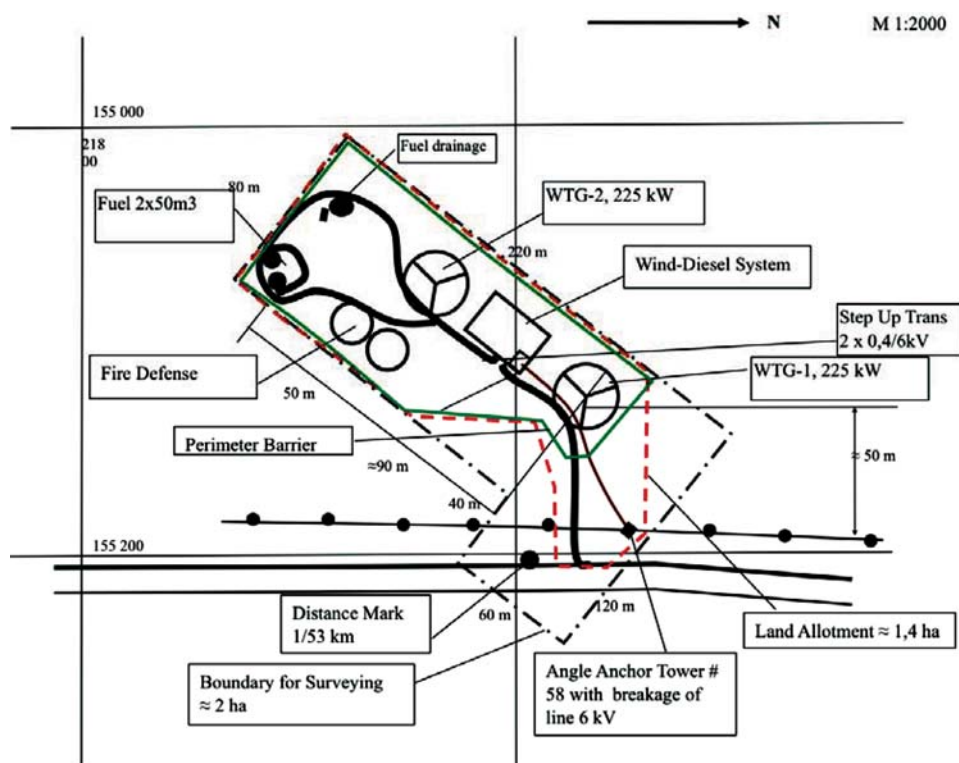 N
M 1:2000
155 000
218
00
Fuel drainage
80 m
Fuel 2x50m3
WTG-2, 225 kW
220 m
Wind-Diesel System
Step Up Trans
2 x 0,4/6kV
WTG-1, 225 kW
Fire Defense
50 m
Perimeter Barrier
≈90 m
≈ 50 m
40 m
155 200
Distance Mark
1/53 km
60 m
120 m
Land Allotment ≈ 1,4 ha
Boundary for Surveying
≈ 2 ha
Angle Anchor Tower #
58 with breakage of
line 6 kV